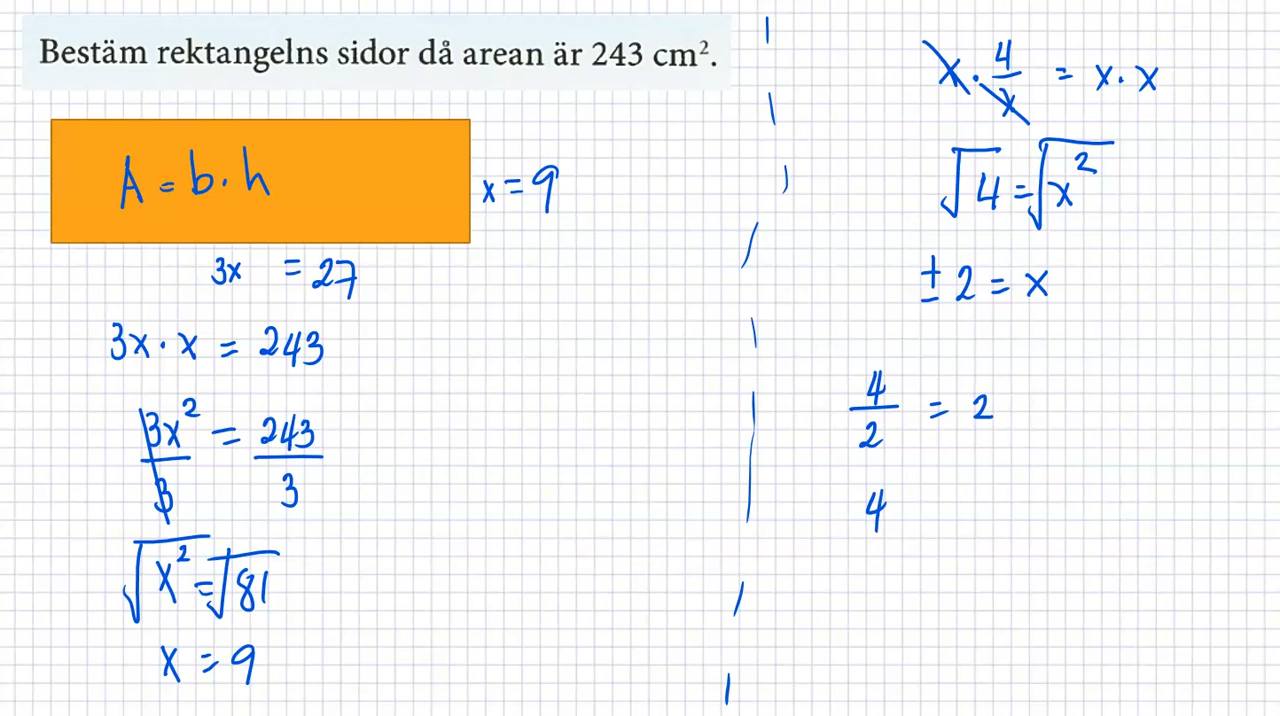 Bestäm rektangelns sidor då arean är 243 cm².
A = b · h
x = 9
3x = 27
3x · x = 243
3x² = 243
3 3
√x² = √81
x = 9
x · 4/x = x · x
√4 = √x²
± 2 = x
4/2 = 2
4